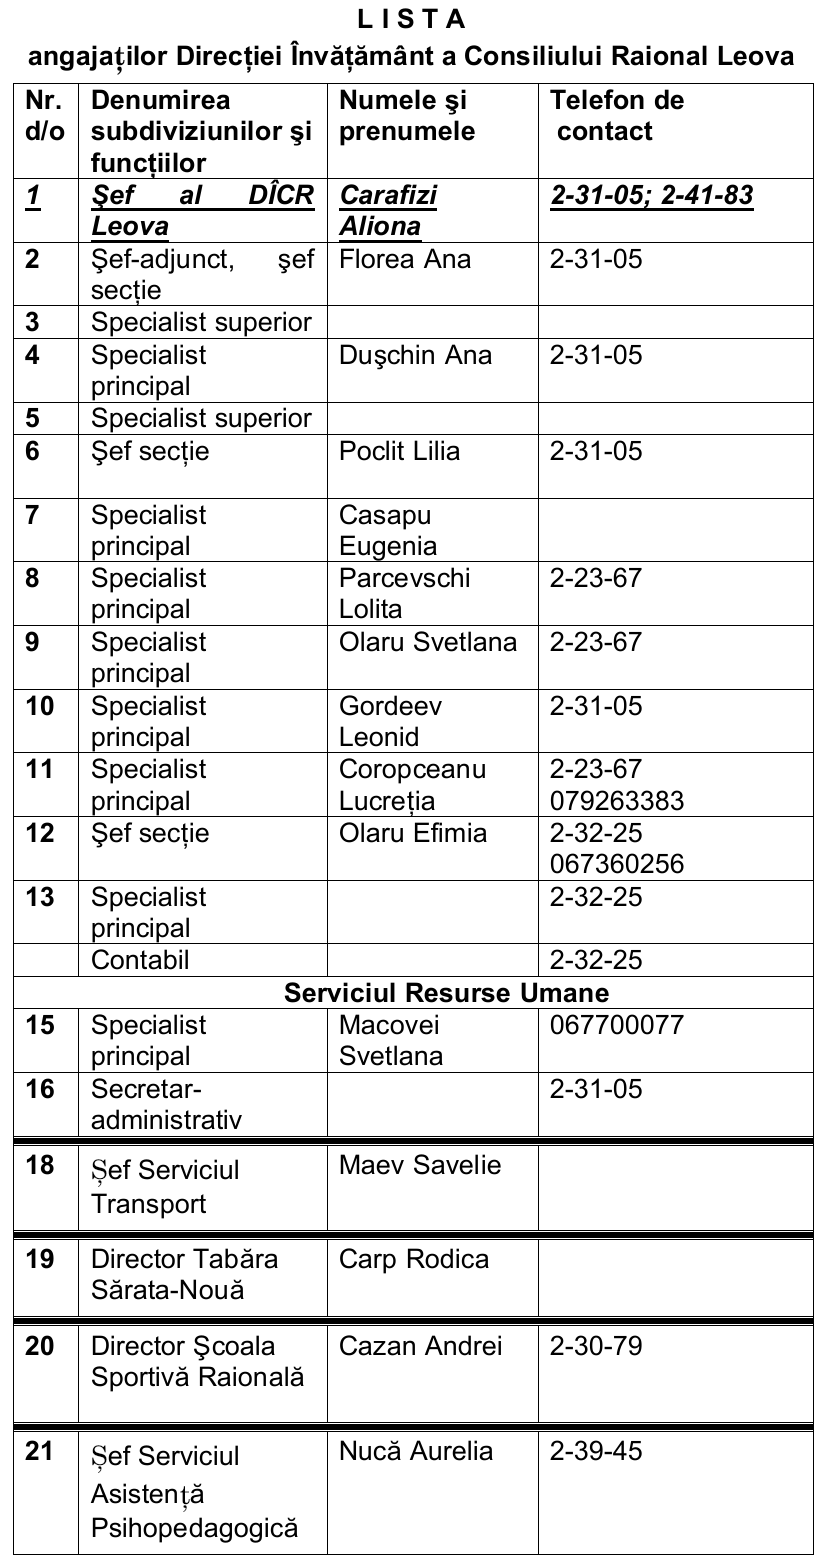 L I S T A
angajaţilor Direcției Învățământ a Consiliului Raional Leova
Nr. d/o Denumirea subdiviziunilor şi funcțiilor Numele şi prenumele Telefon de contact
1 Şef al DÎCR Leova Carafizi Aliona 2-31-05; 2-41-83
2 Şef-adjunct, şef secție Florea Ana 2-31-05
3 Specialist superior
4 Specialist principal Duşchin Ana 2-31-05
5 Specialist superior
6 Şef secție Poclit Lilia 2-31-05
7 Specialist principal Casapu Eugenia
8 Specialist principal Parcevschi Lolita 2-23-67
9 Specialist principal Olaru Svetlana 2-23-67
10 Specialist principal Gordeev Leonid 2-31-05
11 Specialist principal Coropceanu Lucreția 2-23-67 079263383
12 Şef secție Olaru Efimia 2-32-25 067360256
13 Specialist principal 2-32-25
Contabil 2-32-25
Serviciul Resurse Umane
15 Specialist principal Macovei Svetlana 067700077
16 Secretar-administrativ 2-31-05
18 Șef Serviciul Transport Maev Savelie
19 Director Tabăra Sărata-Nouă Carp Rodica
20 Director Şcoala Sportivă Raională Cazan Andrei 2-30-79
21 Șef Serviciul Asistență Psihopedagogică Nucă Aurelia 2-39-45